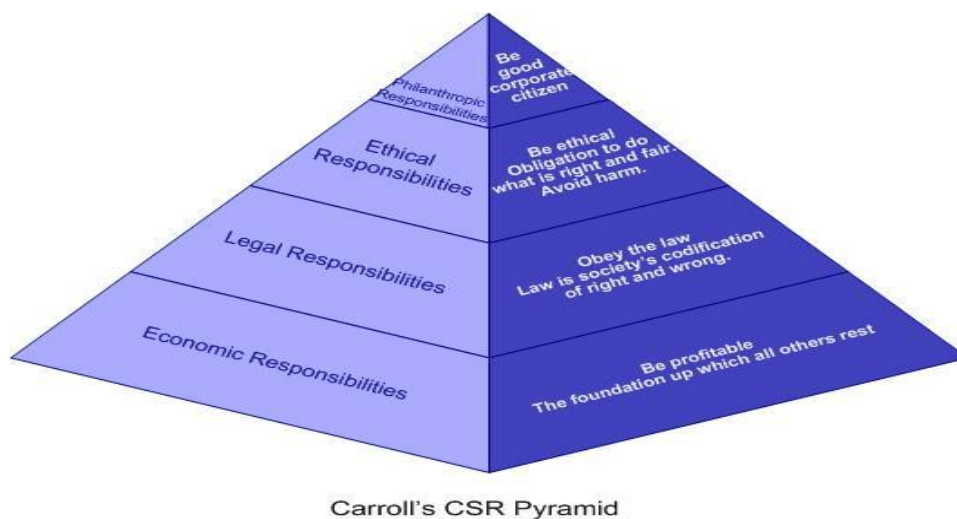 Philanthropic
Responsibilities
Be
good
corporate
citizen
Ethical
Responsibilities
Be ethical
Obligation to do
what is right and fair.
Avoid harm.
Legal Responsibilities
Obey the law
Law is society's codification
of right and wrong.
Economic Responsibilities
Be profitable
The foundation up which all others rest
Carroll's CSR Pyramid